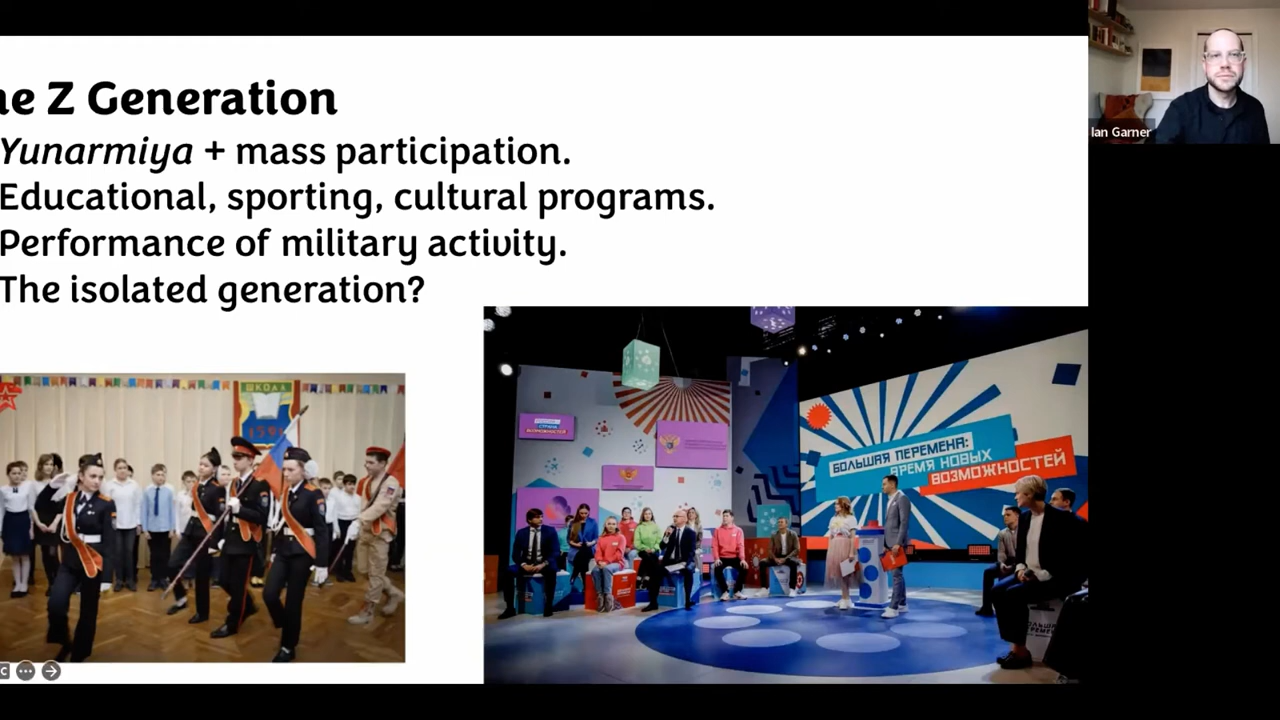 e Z Generation
Yunarmiya + mass participation.
Educational, sporting, cultural programs.
Performance of military activity.
The isolated generation?
Ian Garner
ШКОЛА
БОЛЬШАЯ ПЕРЕМЕНА:
ВРЕМЯ НОВЫХ
ВОЗМОЖНОСТЕЙ